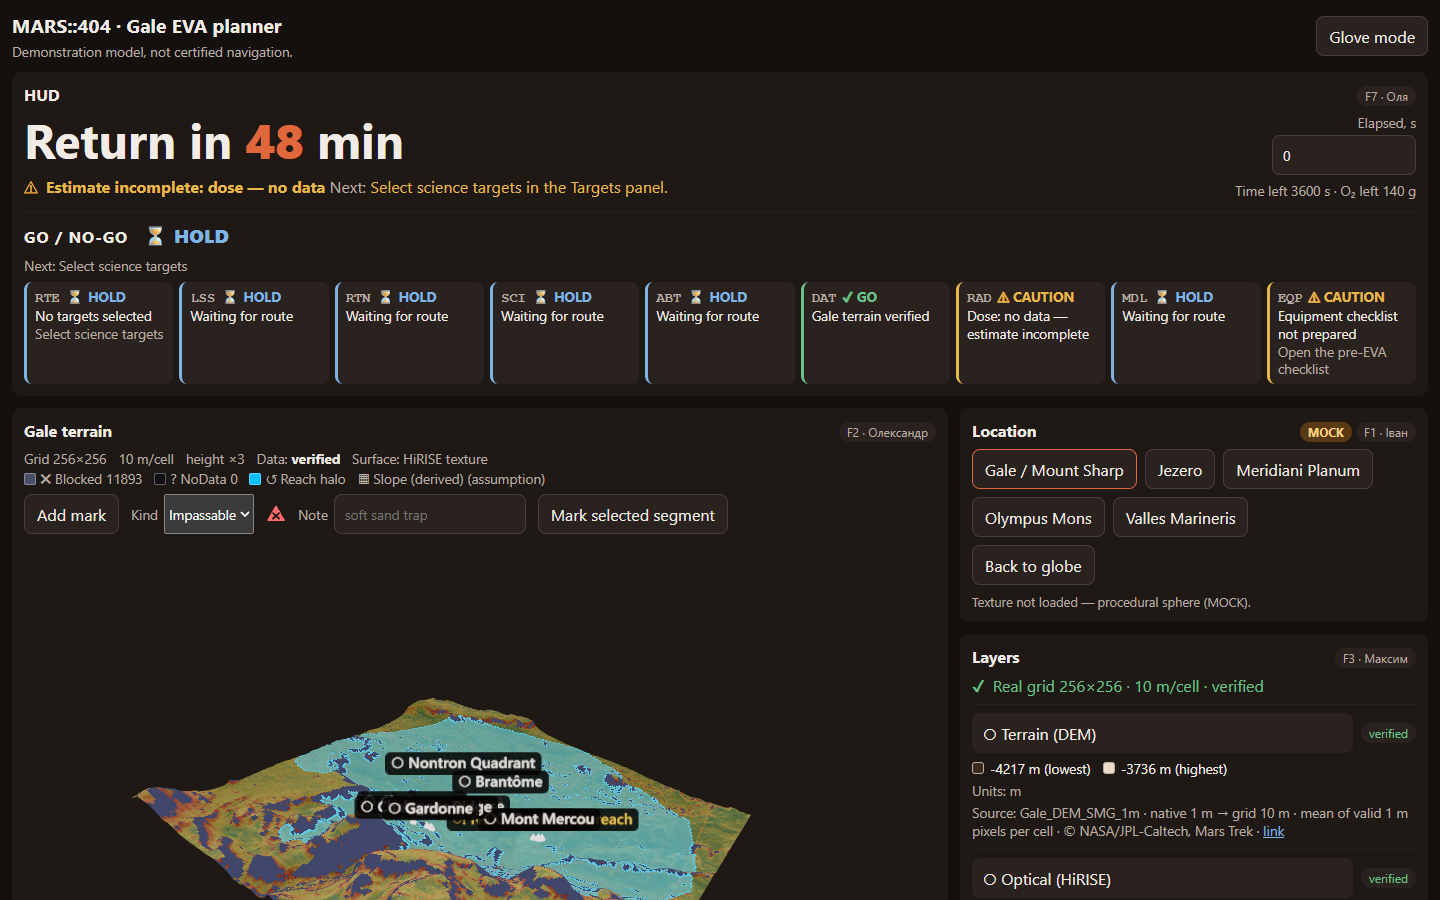 MARS::404 · Gale EVA planner
Demonstration model, not certified navigation.
Glove mode
HUD
F7 · Оля
Return in 48 min
Elapsed, s
0
⚠ Estimate incomplete: dose — no data Next: Select science targets in the Targets panel.
Time left 3600 s · O₂ left 140 g
GO / NO-GO ⏳ HOLD
Next: Select science targets
RTE ⏳ HOLD
No targets selected
Select science targets
LSS ⏳ HOLD
Waiting for route
RTN ⏳ HOLD
Waiting for route
SCI ⏳ HOLD
Waiting for route
ABT ⏳ HOLD
Waiting for route
DAT ✓ GO
Gale terrain verified
RAD ⚠ CAUTION
Dose: no data —
estimate incomplete
MDL ⏳ HOLD
Waiting for route
EQP ⚠ CAUTION
Equipment checklist
not prepared
Open the pre-EVA
checklist
Gale terrain
F2 · Олександр
Grid 256×256 10 m/cell height ×3 Data: verified Surface: HiRISE texture
✕ Blocked 11893 ? NoData 0 ↺ Reach halo ▦ Slope (derived) (assumption)
Add mark
Kind
Impassable
Note
soft sand trap
Mark selected segment
Nontron Quadrant
Brantôme
Gardonne
Mont Mercou
reach
Location
MOCK
F1 · Іван
Gale / Mount Sharp
Jezero
Meridiani Planum
Olympus Mons
Valles Marineris
Back to globe
Texture not loaded — procedural sphere (MOCK).
Layers
F3 · Максим
✓ Real grid 256×256 · 10 m/cell · verified
○ Terrain (DEM)
verified
-4217 m (lowest) -3736 m (highest)
Units: m
Source: Gale_DEM_SMG_1m · native 1 m → grid 10 m · mean of valid 1 m
pixels per cell · © NASA/JPL-Caltech, Mars Trek · link
○ Optical (HiRISE)
verified